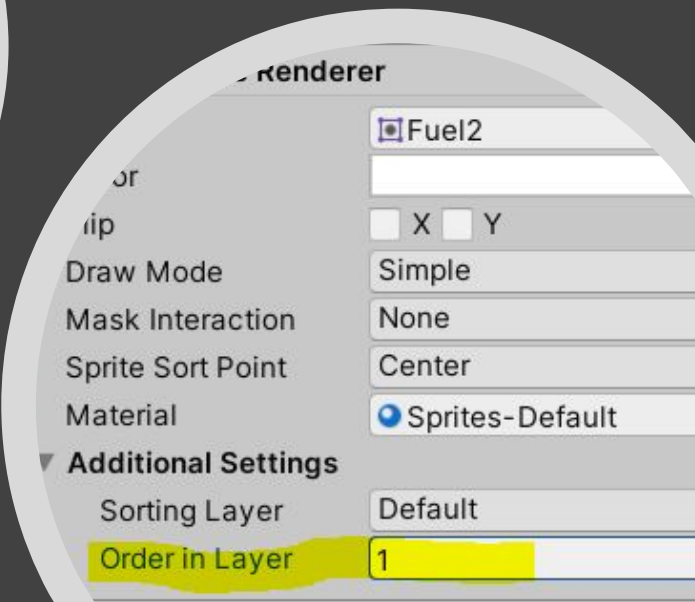 Renderer
Fuel2
X Y
Draw Mode Simple
Mask Interaction None
Sprite Sort Point Center
Material Sprites-Default
Additional Settings
Sorting Layer Default
Order in Layer 1